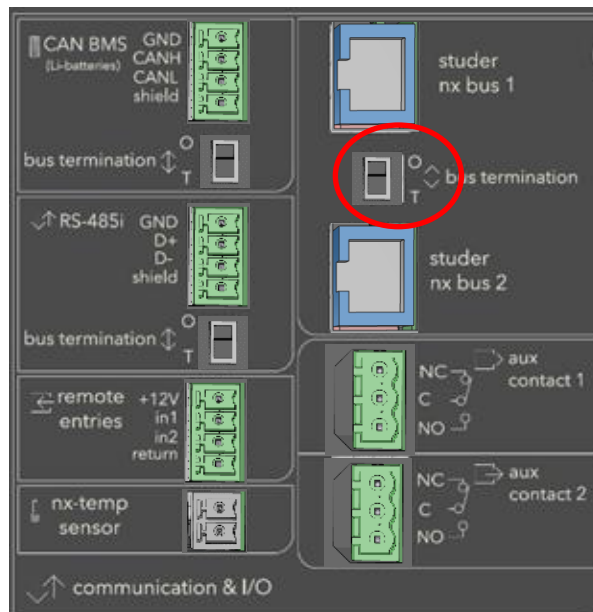 CAN BMS
(Li-batteries)
GND
CANH
CANL
shield
bus termination
O
T
RS-485i
GND
D+
D-
shield
bus termination
O
T
remote
entries
+12V
in1
in2
return
nx-temp
sensor
communication & I/O
studer
nx bus 1
O
T
bus termination
studer
nx bus 2
NC
C
NO
aux
contact 1
NC
C
NO
aux
contact 2